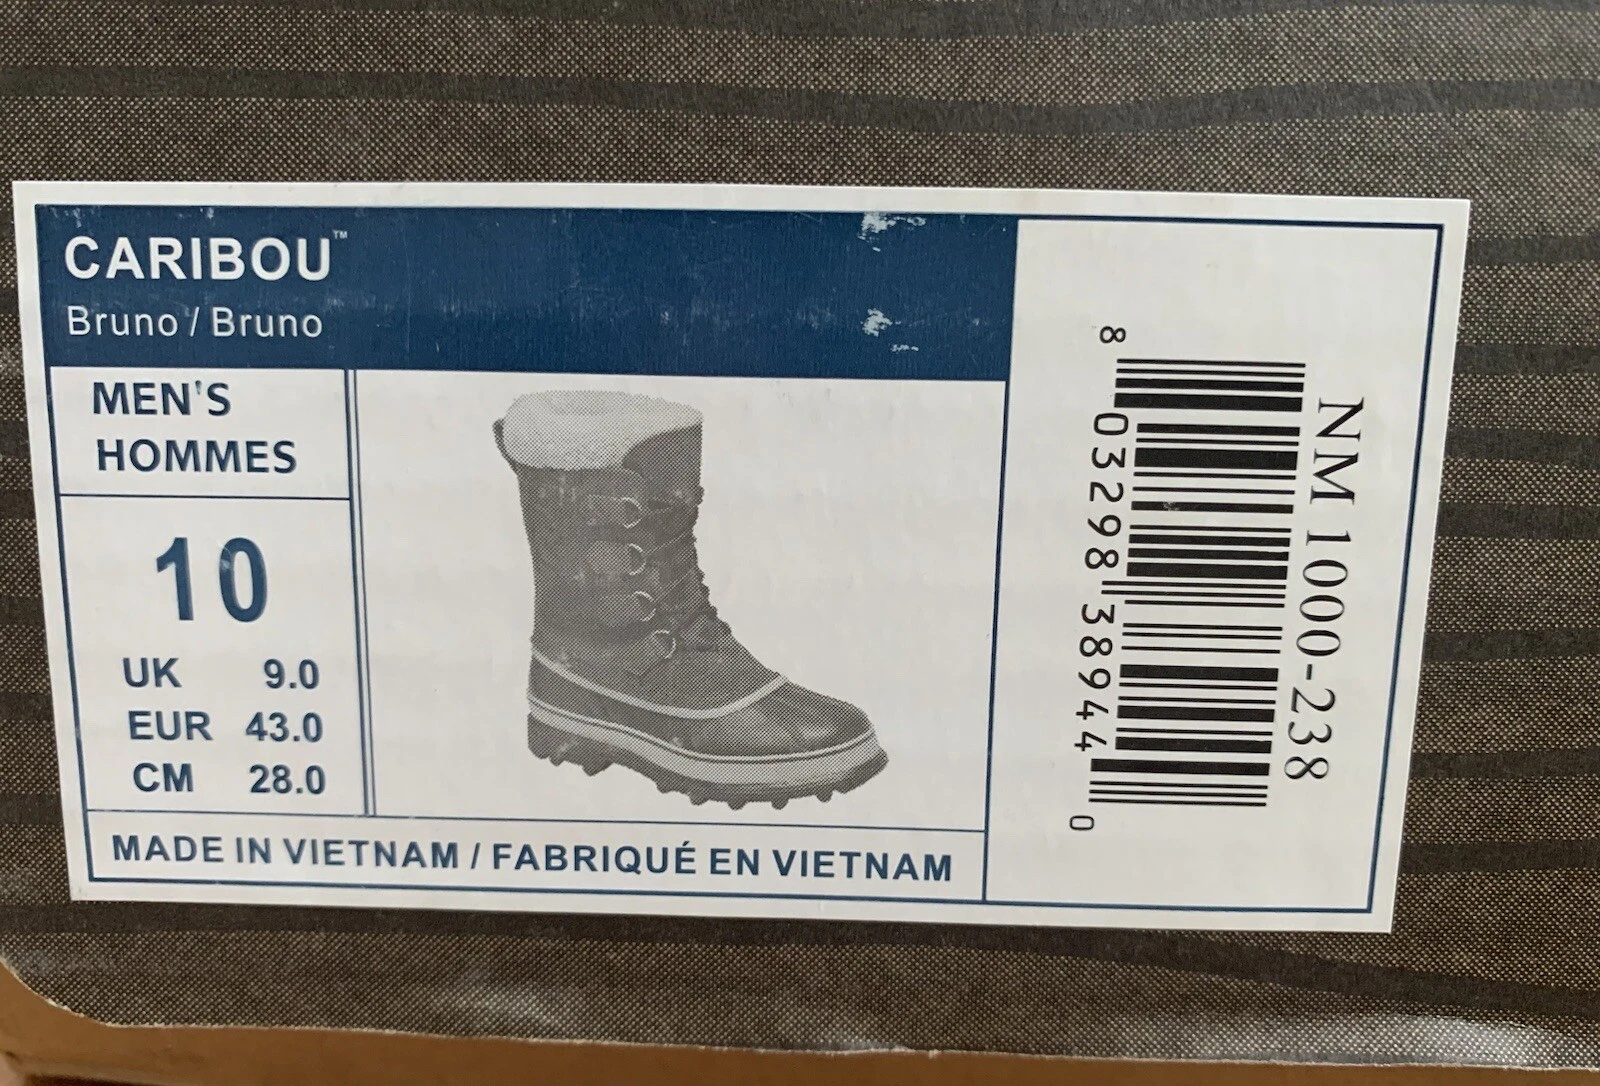 CARIBOU™
Bruno / Bruno
MEN'S
HOMMES
10
UK 9.0
EUR 43.0
CM 28.0
MADE IN VIETNAM / FABRIQUÉ EN VIETNAM
NM 1000-238
8 03298 38944 0